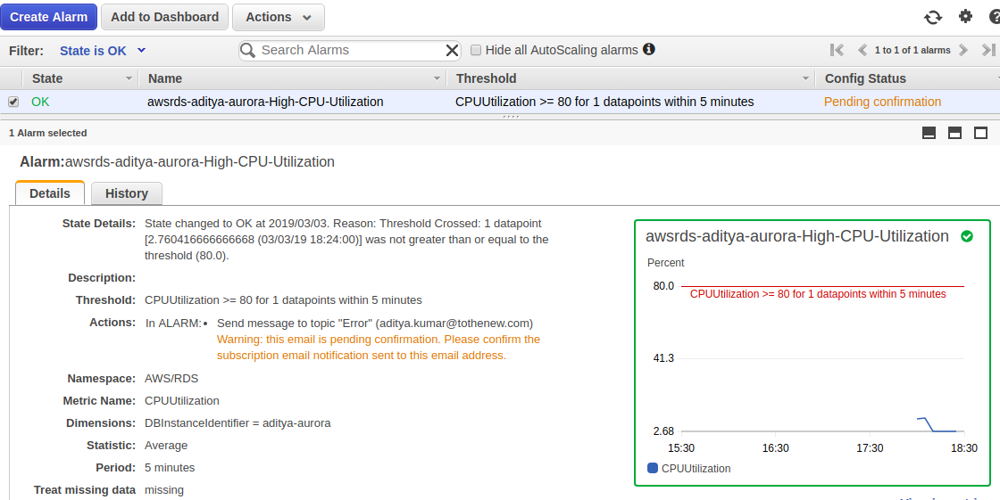 Create Alarm Add to Dashboard Actions
Filter: State is OK Search Alarms Hide all AutoScaling alarms 1 to 1 of 1 alarms
State Name Threshold Config Status
OK awsrds-aditya-aurora-High-CPU-Utilization CPUUtilization >= 80 for 1 datapoints within 5 minutes Pending confirmation
1 Alarm selected
Alarm:awsrds-aditya-aurora-High-CPU-Utilization
Details History
State Details: State changed to OK at 2019/03/03. Reason: Threshold Crossed: 1 datapoint
[2.760416666666668 (03/03/19 18:24:00)] was not greater than or equal to the
threshold (80.0).
Description:
Threshold: CPUUtilization >= 80 for 1 datapoints within 5 minutes
Actions: In ALARM: • Send message to topic "Error" (aditya.kumar@tothenew.com)
Warning: this email is pending confirmation. Please confirm the
subscription email notification sent to this email address.
Namespace: AWS/RDS
Metric Name: CPUUtilization
Dimensions: DBInstanceIdentifier = aditya-aurora
Statistic: Average
Period: 5 minutes
Treat missing data missing
awsrds-aditya-aurora-High-CPU-Utilization
Percent
80.0
CPUUtilization >= 80 for 1 datapoints within 5 minutes
41.3
2.68
15:30 16:30 17:30 18:30
CPUUtilization